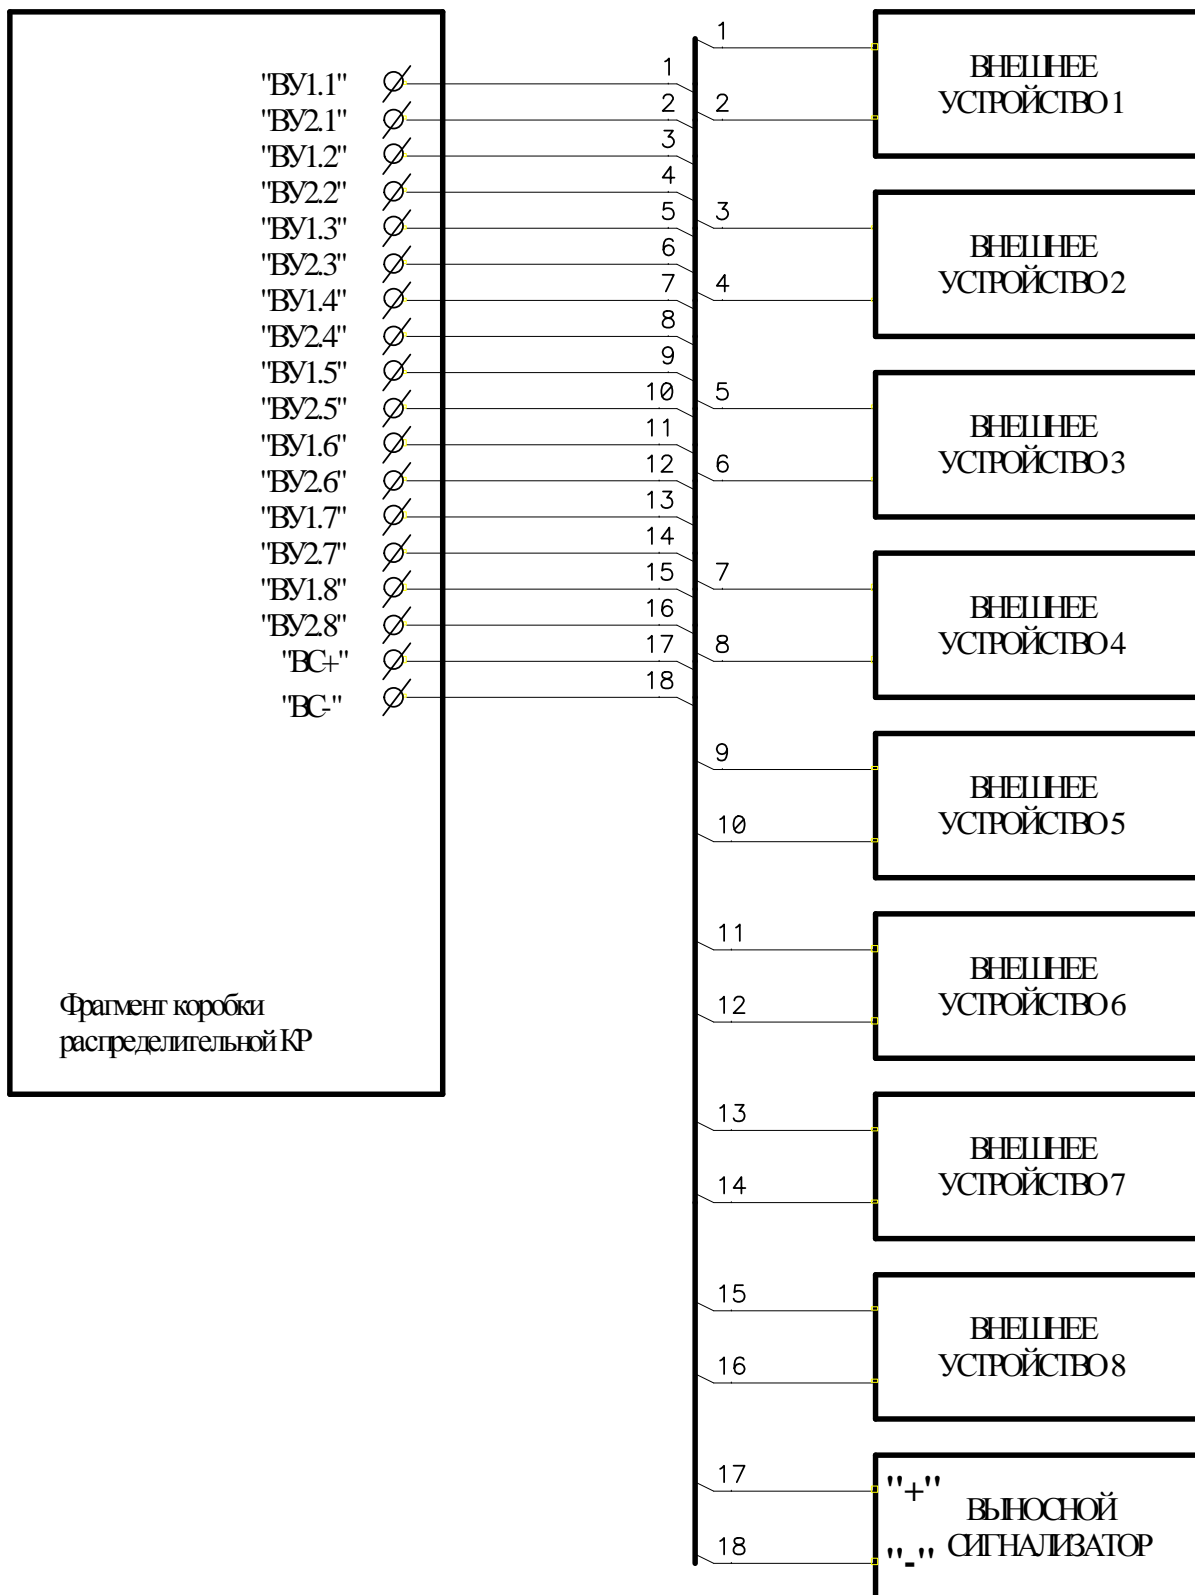 "ВУ1.1"
"ВУ2.1"
"ВУ1.2"
"ВУ2.2"
"ВУ1.3"
"ВУ2.3"
"ВУ1.4"
"ВУ2.4"
"ВУ1.5"
"ВУ2.5"
"ВУ1.6"
"ВУ2.6"
"ВУ1.7"
"ВУ2.7"
"ВУ1.8"
"ВУ2.8"
"ВС+"
"ВС-"
Фрагмент коробки
распределительной КР
1
2
3
4
5
6
7
8
9
10
11
12
13
14
15
16
17
18
1
2
3
4
5
6
7
8
9
10
11
12
13
14
15
16
17
18
ВНЕШНЕЕ
УСТРОЙСТВО 1
ВНЕШНЕЕ
УСТРОЙСТВО 2
ВНЕШНЕЕ
УСТРОЙСТВО 3
ВНЕШНЕЕ
УСТРОЙСТВО 4
ВНЕШНЕЕ
УСТРОЙСТВО 5
ВНЕШНЕЕ
УСТРОЙСТВО 6
ВНЕШНЕЕ
УСТРОЙСТВО 7
ВНЕШНЕЕ
УСТРОЙСТВО 8
"+"
ВЫНОСНОЙ
"-" СИГНАЛИЗАТОР